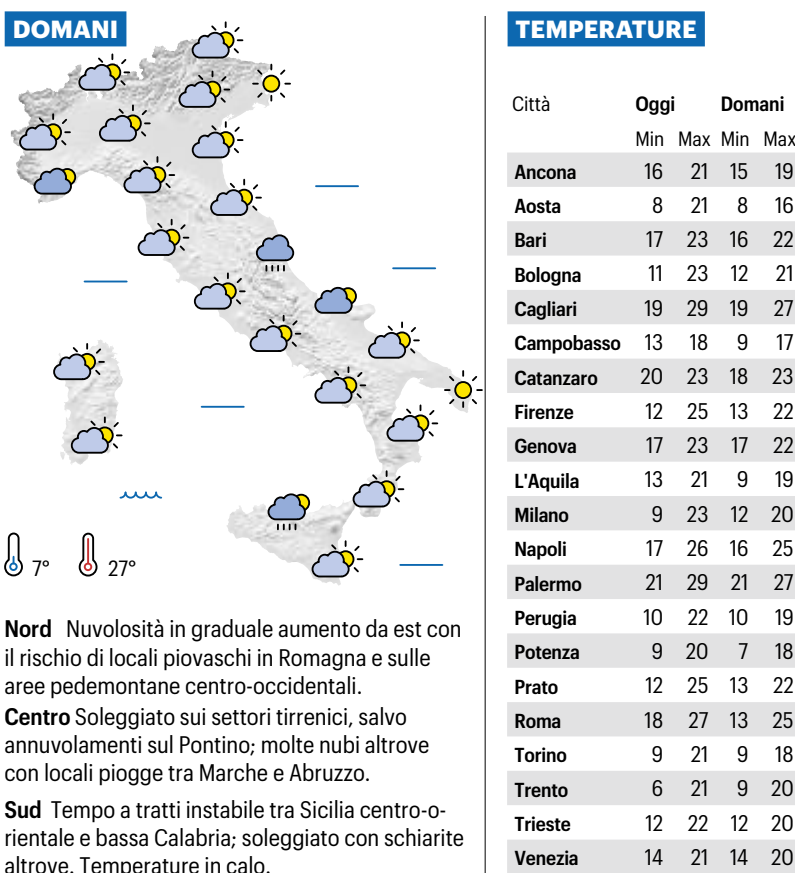 DOMANI
7°
27°
Nord Nuvolosità in graduale aumento da est con
il rischio di locali piovaschi in Romagna e sulle
aree pedemontane centro-occidentali.
Centro Soleggiato sui settori tirrenici, salvo
annuvolamenti sul Pontino; molte nubi altrove
con locali piogge tra Marche e Abruzzo.
Sud Tempo a tratti instabile tra Sicilia centro-o-
rientale e bassa Calabria; soleggiato con schiarite
altrove. Temperature in calo.
TEMPERATURE
Città Oggi Domani
Min Max Min Max
Ancona 16 21 15 19
Aosta 8 21 8 16
Bari 17 23 16 22
Bologna 11 23 12 21
Cagliari 19 29 19 27
Campobasso 13 18 9 17
Catanzaro 20 23 18 23
Firenze 12 25 13 22
Genova 17 23 17 22
L'Aquila 13 21 9 19
Milano 9 23 12 20
Napoli 17 26 16 25
Palermo 21 29 21 27
Perugia 10 22 10 19
Potenza 9 20 7 18
Prato 12 25 13 22
Roma 18 27 13 25
Torino 9 21 9 18
Trento 6 21 9 20
Trieste 12 22 12 20
Venezia 14 21 14 20